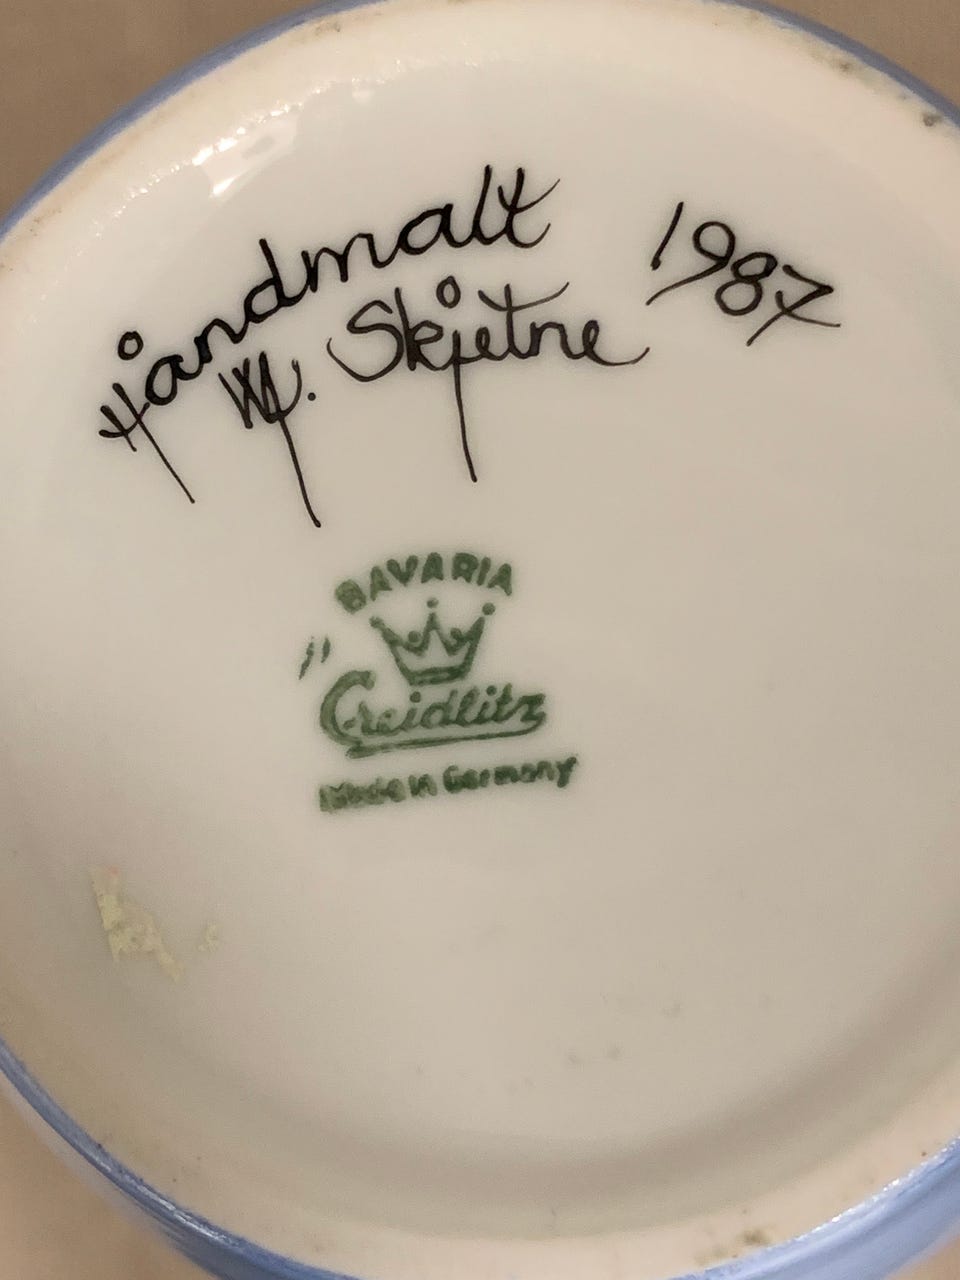 Håndmalt 1987
M. Skjetne
BAVARIA
Creidlitz
Made in Germany